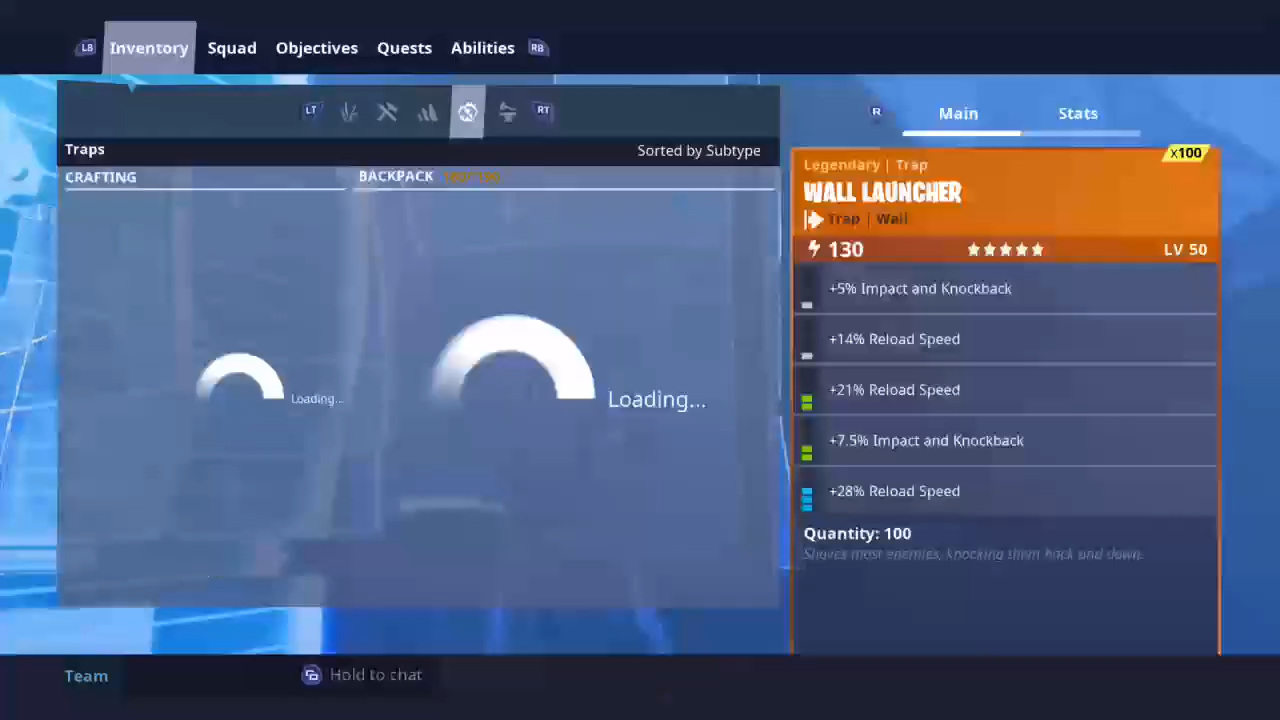 LB Inventory Squad Objectives Quests Abilities RB
LT RT
R Main Stats
Traps Sorted by Subtype
CRAFTING BACKPACK
Loading...
Loading...
x100
Legendary | Trap
WALL LAUNCHER
Trap | Wall
130 LV 50
+5% Impact and Knockback
+14% Reload Speed
+21% Reload Speed
+7.5% Impact and Knockback
+28% Reload Speed
Quantity: 100
Shoves most enemies, knocking them back and down.
Team Hold to chat